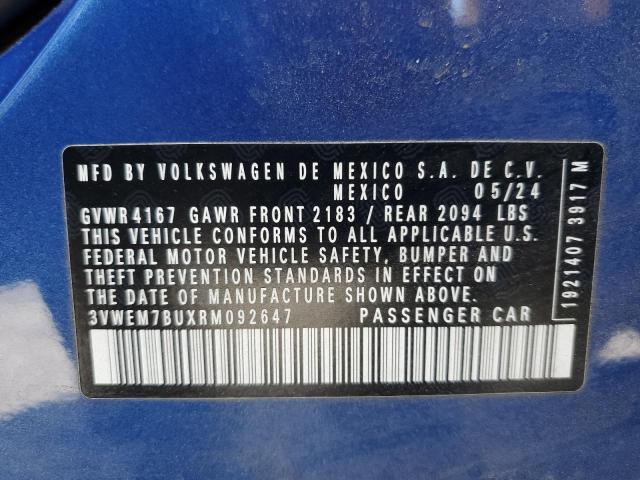 MFD BY VOLKSWAGEN DE MEXICO S.A. DE C.V.
MEXICO 05/24
GVWR4167 GAWR FRONT 2183 / REAR 2094 LBS
THIS VEHICLE CONFORMS TO ALL APPLICABLE U.S.
FEDERAL MOTOR VEHICLE SAFETY, BUMPER AND
THEFT PREVENTION STANDARDS IN EFFECT ON
THE DATE OF MANUFACTURE SHOWN ABOVE.
3VWEM7BUXRM092647 PASSENGER CAR
1921407 3917 M